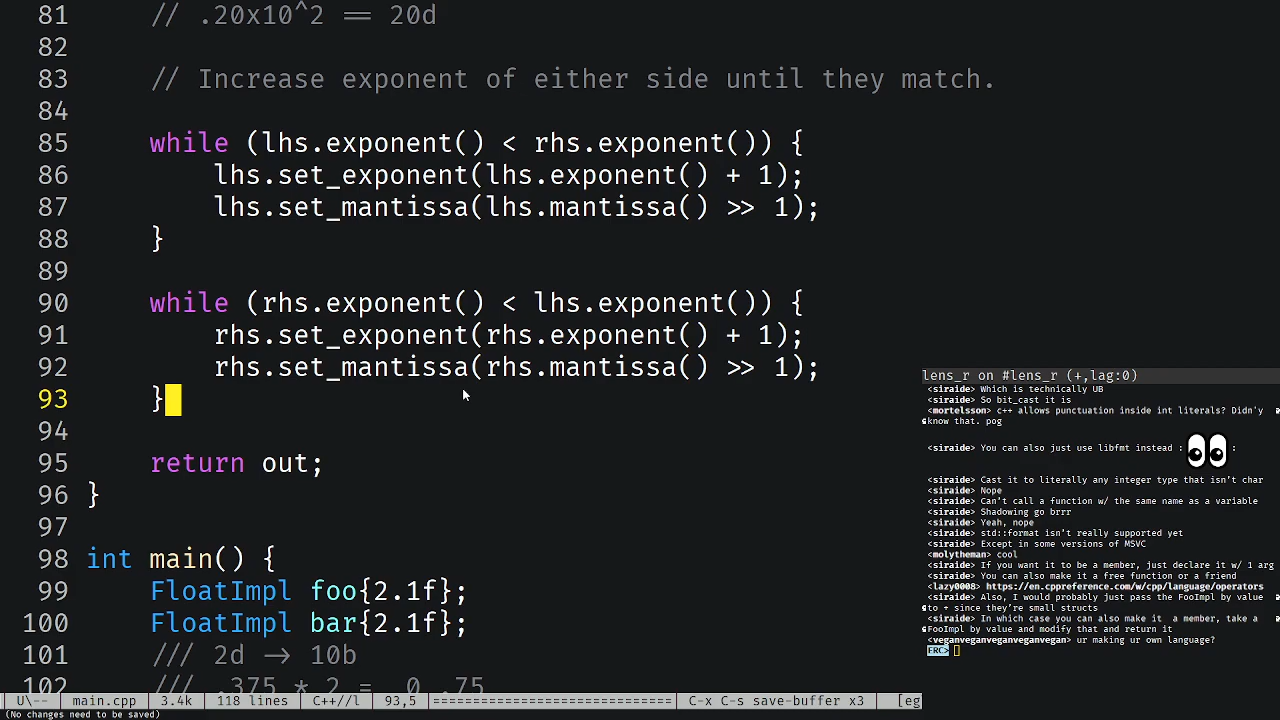 81 // .20x10^2 == 20d
82
83 // Increase exponent of either side until they match.
84
85 while (lhs.exponent() < rhs.exponent()) {
86 lhs.set_exponent(lhs.exponent() + 1);
87 lhs.set_mantissa(lhs.mantissa() >> 1);
88 }
89
90 while (rhs.exponent() < lhs.exponent()) {
91 rhs.set_exponent(rhs.exponent() + 1);
92 rhs.set_mantissa(rhs.mantissa() >> 1);
93 }
94
95 return out;
96 }
97
98 int main() {
99 FloatImpl foo{2.1f};
100 FloatImpl bar{2.1f};
101 /// 2d -> 10b
102 /// .375 * 2 = 0 .75
U\-- main.cpp 3.4k 118 lines C++//l 93,5 C-x C-s save-buffer x3 [eg
(No changes need to be saved)
lens_r on #lens_r (+,lag:0)
<siraide> Which is technically UB
<siraide> So bit_cast it is
<mortelsson> c++ allows punctuation inside int literals? Didn'y
know that. pog
<siraide> You can also just use libfmt instead : :
<siraide> Cast it to literally any integer type that isn't char
<siraide> Nope
<siraide> Can't call a function w/ the same name as a variable
<siraide> Shadowing go brrr
<siraide> Yeah, nope
<siraide> std::format isn't really supported yet
<siraide> Except in some versions of MSVC
<molytheman> cool
<siraide> If you want it to be a member, just declare it w/ 1 arg
<siraide> You can also make it a free function or a friend
<lazy0008> https://en.cppreference.com/w/cpp/language/operators
<siraide> Also, I would probably just pass the FooImpl by value
to + since they're small structs
<siraide> In which case you can also make it a member, take a
FooImpl by value and modify that and return it
<veganveganveganveganvegan> ur making ur own language?
ERC>